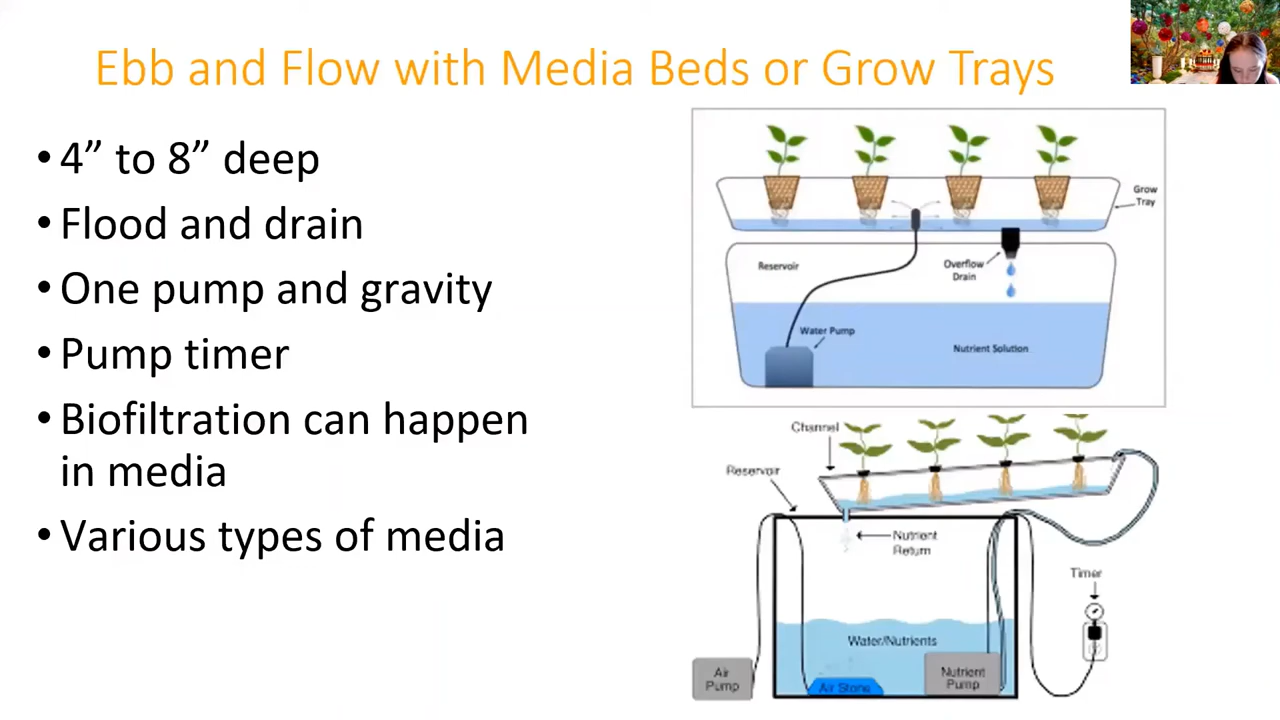 Ebb and Flow with Media Beds or Grow Trays
• 4” to 8” deep
• Flood and drain
• One pump and gravity
• Pump timer
• Biofiltration can happen
in media
• Various types of media
Grow
Tray
Reservoir
Overflow
Drain
Water Pump
Nutrient Solution
Channel
Reservoir
Nutrient
Return
Timer
Water/Nutrients
Air
Pump
Air Stone
Nutrient
Pump